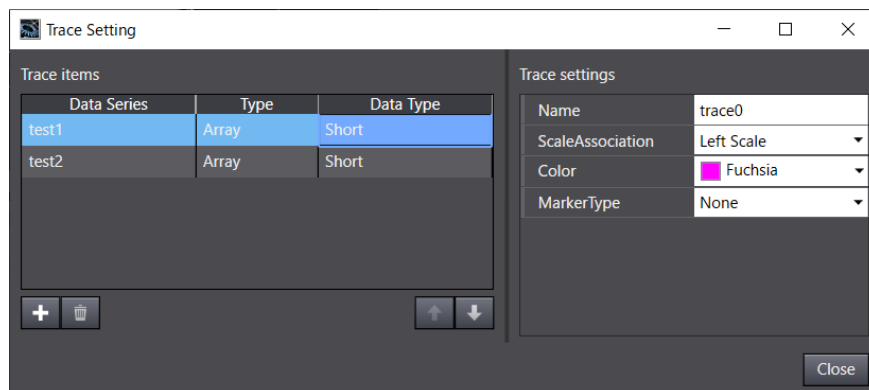 Trace Setting
Trace items
Data Series Type Data Type
test1 Array Short
test2 Array Short
Trace settings
Name trace0
ScaleAssociation Left Scale
Color Fuchsia
MarkerType None
Close